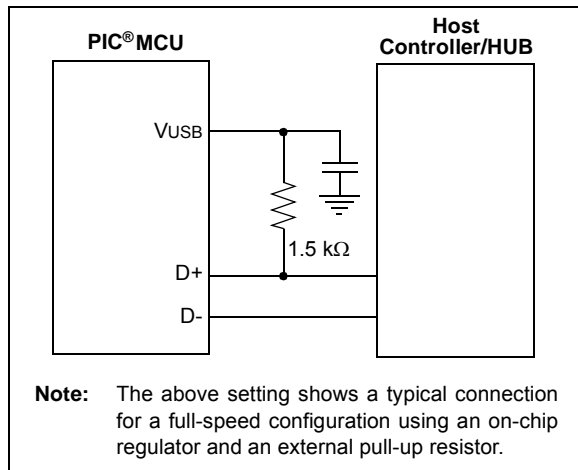 PIC® MCU
Host
Controller/HUB
VUSB
1.5 kΩ
D+
D-
Note: The above setting shows a typical connection
for a full-speed configuration using an on-chip
regulator and an external pull-up resistor.